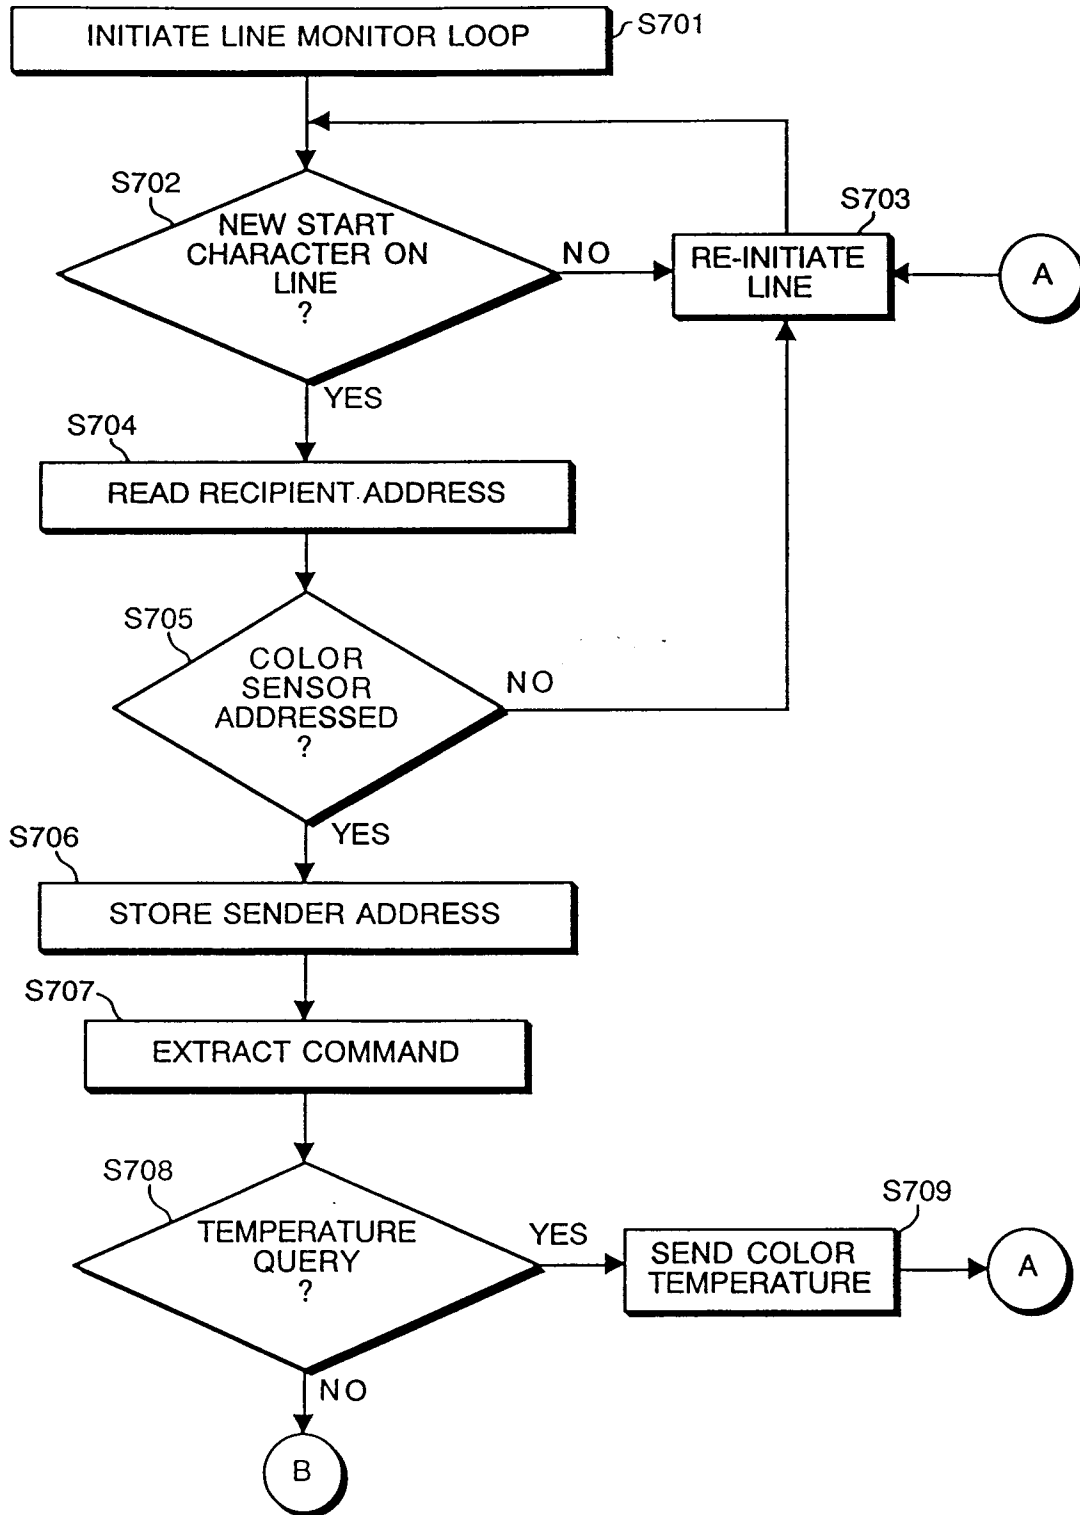 INITIATE LINE MONITOR LOOP
S701
S702
NEW START
CHARACTER ON
LINE
?
NO
S703
RE-INITIATE
LINE
A
YES
S704
READ RECIPIENT ADDRESS
S705
COLOR
SENSOR
ADDRESSED
?
NO
YES
S706
STORE SENDER ADDRESS
S707
EXTRACT COMMAND
S708
TEMPERATURE
QUERY
?
YES
S709
SEND COLOR
TEMPERATURE
A
NO
B